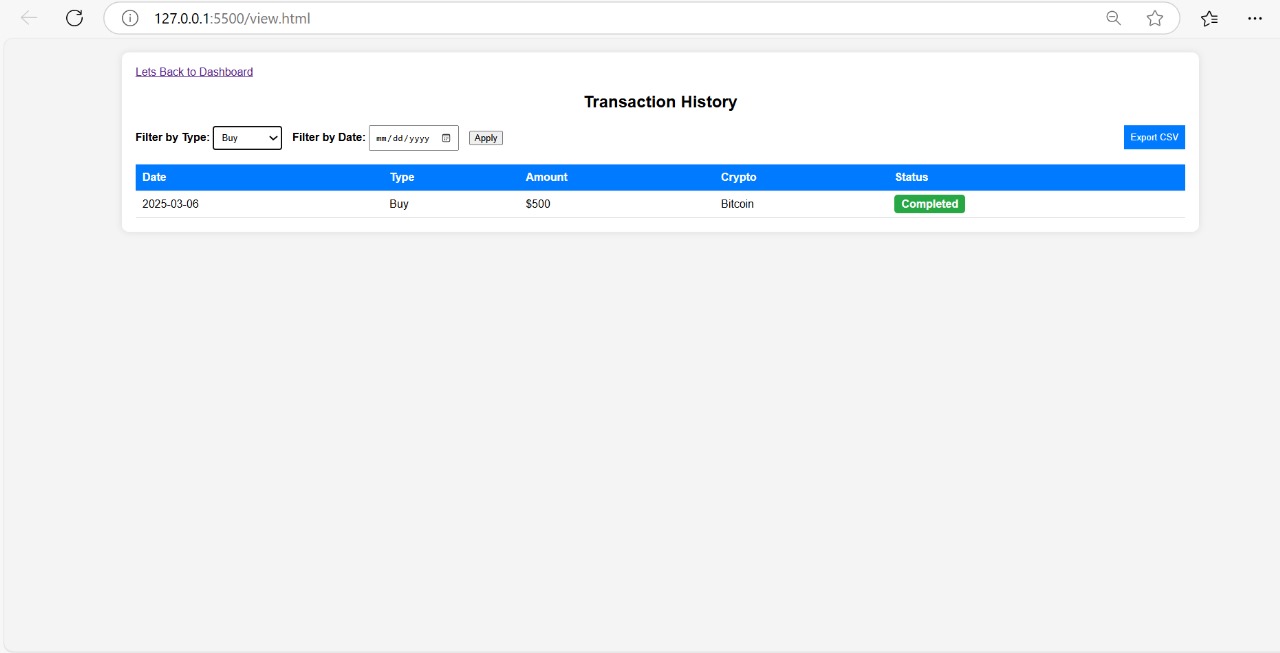 127.0.0.1:5500/view.html
Lets Back to Dashboard
Transaction History
Filter by Type: Buy Filter by Date: mm/dd/yyyy Apply Export CSV
Date Type Amount Crypto Status
2025-03-06 Buy $500 Bitcoin Completed